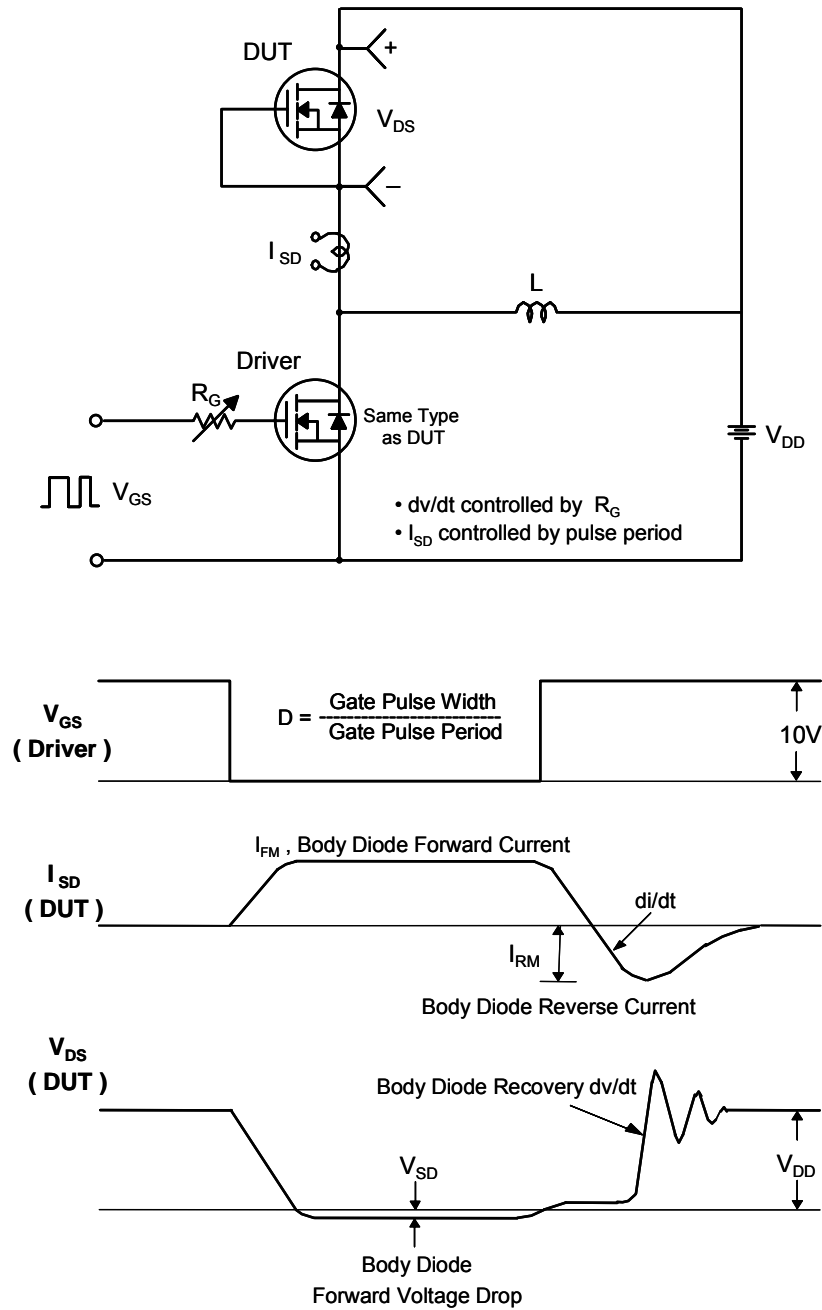 DUT
+
V_DS
−
I_SD
L
Driver
R_G
Same Type
as DUT
V_DD
V_GS
• dv/dt controlled by R_G
• I_SD controlled by pulse period
V_GS
( Driver )
D = Gate Pulse Width
Gate Pulse Period
10V
I_FM , Body Diode Forward Current
I_SD
( DUT )
di/dt
I_RM
Body Diode Reverse Current
V_DS
( DUT )
Body Diode Recovery dv/dt
V_SD
V_DD
Body Diode
Forward Voltage Drop